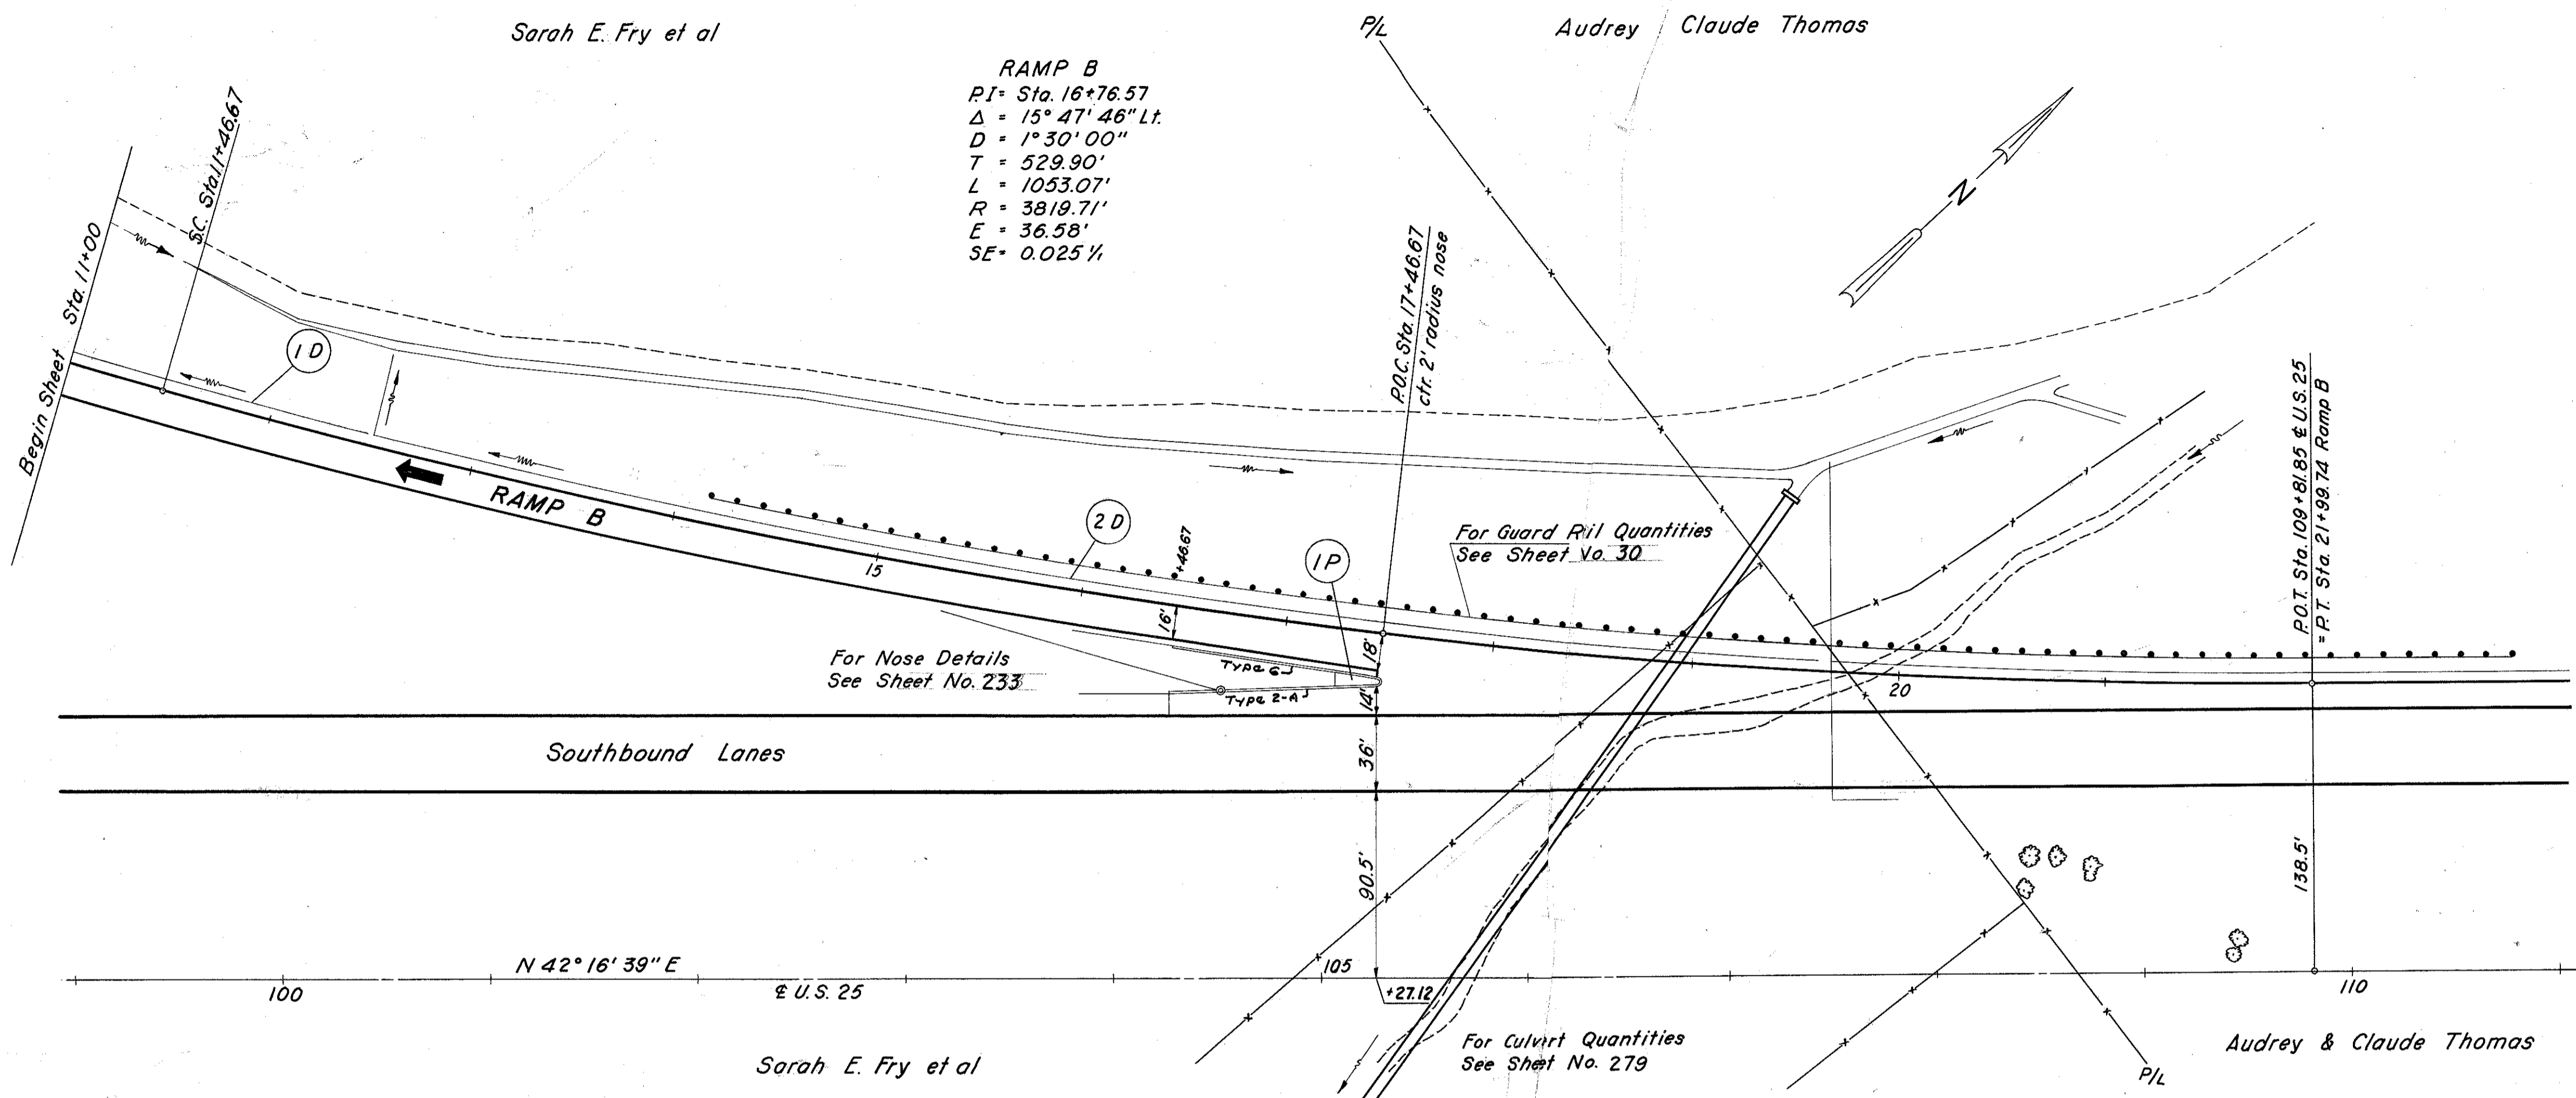 Sarah E. Fry et al
P/L
Audrey Claude Thomas
RAMP B
P.I = Sta. 16+76.57
Δ = 15° 47' 46" Lt.
D = 1° 30' 00"
T = 529.90'
L = 1053.07'
R = 3819.71'
E = 36.58'
SE = 0.025 1/1
Begin Sheet Sta. 11+00
S.C. Sta. 11+46.67
1 D
N
P.O.C. Sta. 17+46.67
ctr. 2' radius nose
RAMP B
15
2 D
+46.67
16'
1P
For Guard Ril Quantities
See Sheet No. 30
18'
Type 6
Type 2-A
For Nose Details
See Sheet No. 233
14'
20
P.O.T. Sta. 109+81.85 ℄ U.S. 25
= P.T. Sta. 21+99.74 Ramp B
Southbound Lanes
36'
90.5'
138.5'
N 42° 16' 39" E
100
℄ U.S. 25
105
+27.12
110
For Culvirt Quantities
See Sheet No. 279
Sarah E. Fry et al
Audrey & Claude Thomas
P/L